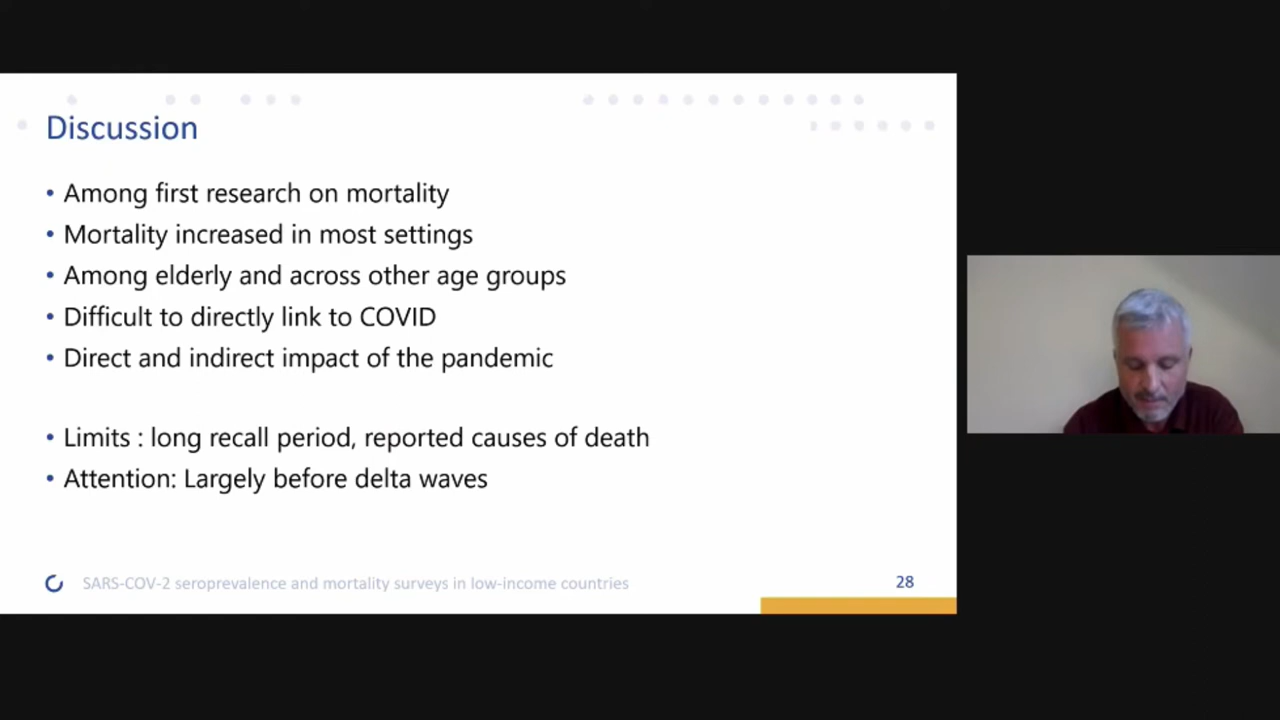 Discussion
• Among first research on mortality
• Mortality increased in most settings
• Among elderly and across other age groups
• Difficult to directly link to COVID
• Direct and indirect impact of the pandemic
• Limits : long recall period, reported causes of death
• Attention: Largely before delta waves
SARS-COV-2 seroprevalence and mortality surveys in low-income countries
28